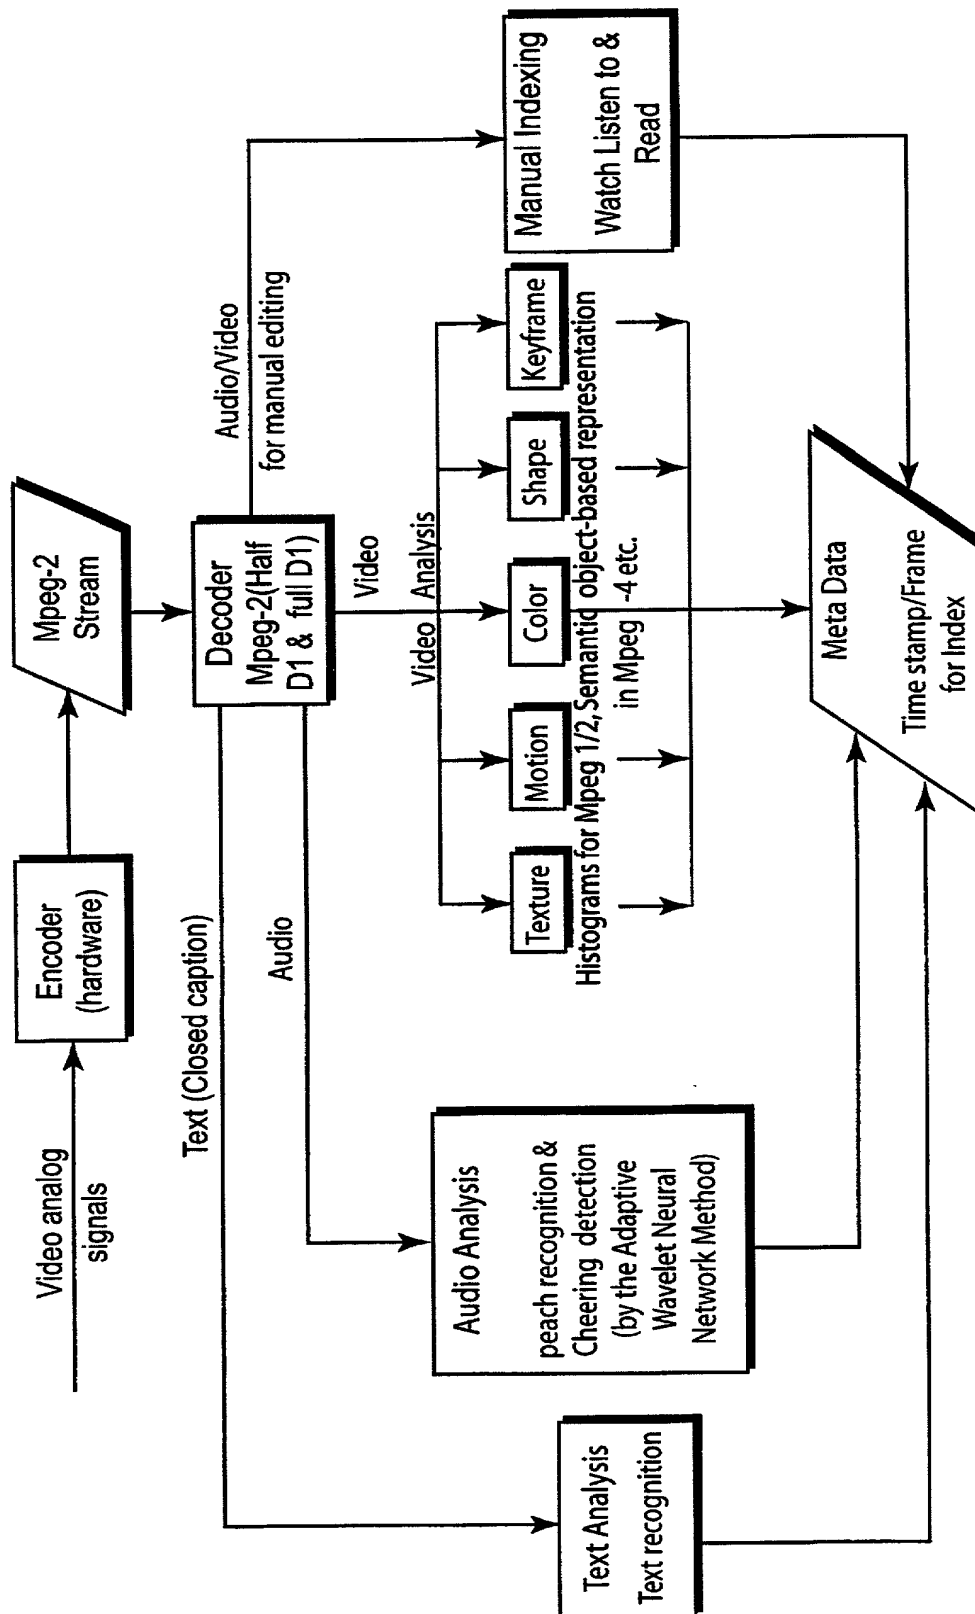 Video analog
signals
Encoder
(hardware)
Mpeg-2
Stream
Decoder
Mpeg-2(Half
D1 & full D1)
Text (Closed caption)
Audio
Video
Audio/Video
for manual editing
Video Analysis
Text Analysis
Text recognition
Audio Analysis
peach recognition &
Cheering detection
(by the Adaptive
Wavelet Neural
Network Method)
Texture
Motion
Color
Shape
Keyframe
Histograms for Mpeg 1/2, Semantic object-based representation
in Mpeg -4 etc.
Manual Indexing
Watch Listen to &
Read
Meta Data
Time stamp/Frame
for Index